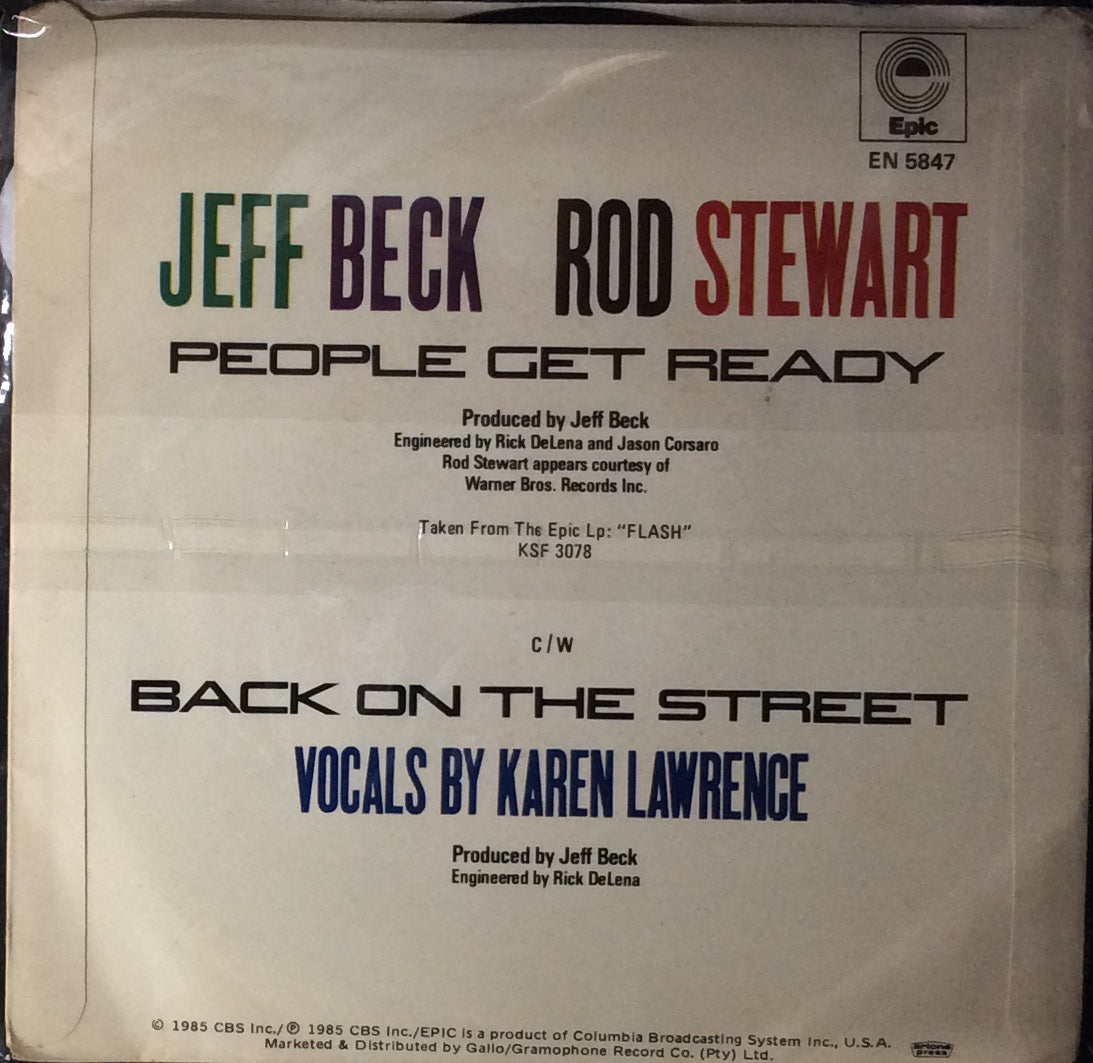 Epic
EN 5847
JEFF BECK ROD STEWART
PEOPLE GET READY
Produced by Jeff Beck
Engineered by Rick DeLena and Jason Corsaro
Rod Stewart appears courtesy of
Warner Bros. Records Inc.
Taken From The Epic Lp: "FLASH"
KSF 3078
c/w
BACK ON THE STREET
VOCALS BY KAREN LAWRENCE
Produced by Jeff Beck
Engineered by Rick DeLena
© 1985 CBS Inc./℗ 1985 CBS Inc./EPIC is a product of Columbia Broadcasting System Inc., U.S.A.
Marketed & Distributed by Gallo/Gramophone Record Co. (Pty) Ltd.
press